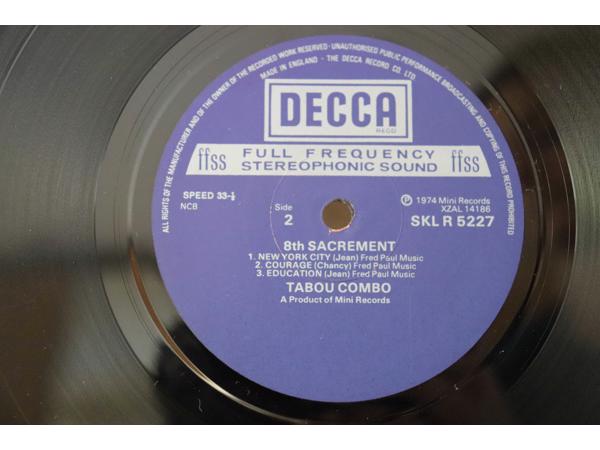 ALL RIGHTS OF THE MANUFACTURER AND OF THE OWNER OF THE RECORDED WORK RESERVED · UNAUTHORISED PUBLIC PERFORMANCE BROADCASTING AND COPYING OF THIS RECORD PROHIBITED
MADE IN ENGLAND · THE DECCA RECORD CO. LTD.
DECCA
REGD
ffss FULL FREQUENCY STEREOPHONIC SOUND ffss
SPEED 33-⅓
NCB
Side
2
Ⓟ 1974 Mini Records
XZAL 14186
SKL R 5227
8th SACREMENT
1. NEW YORK CITY (Jean) Fred Paul Music
2. COURAGE (Chancy) Fred Paul Music
3. EDUCATION (Jean) Fred Paul Music
TABOU COMBO
A Product of Mini Records